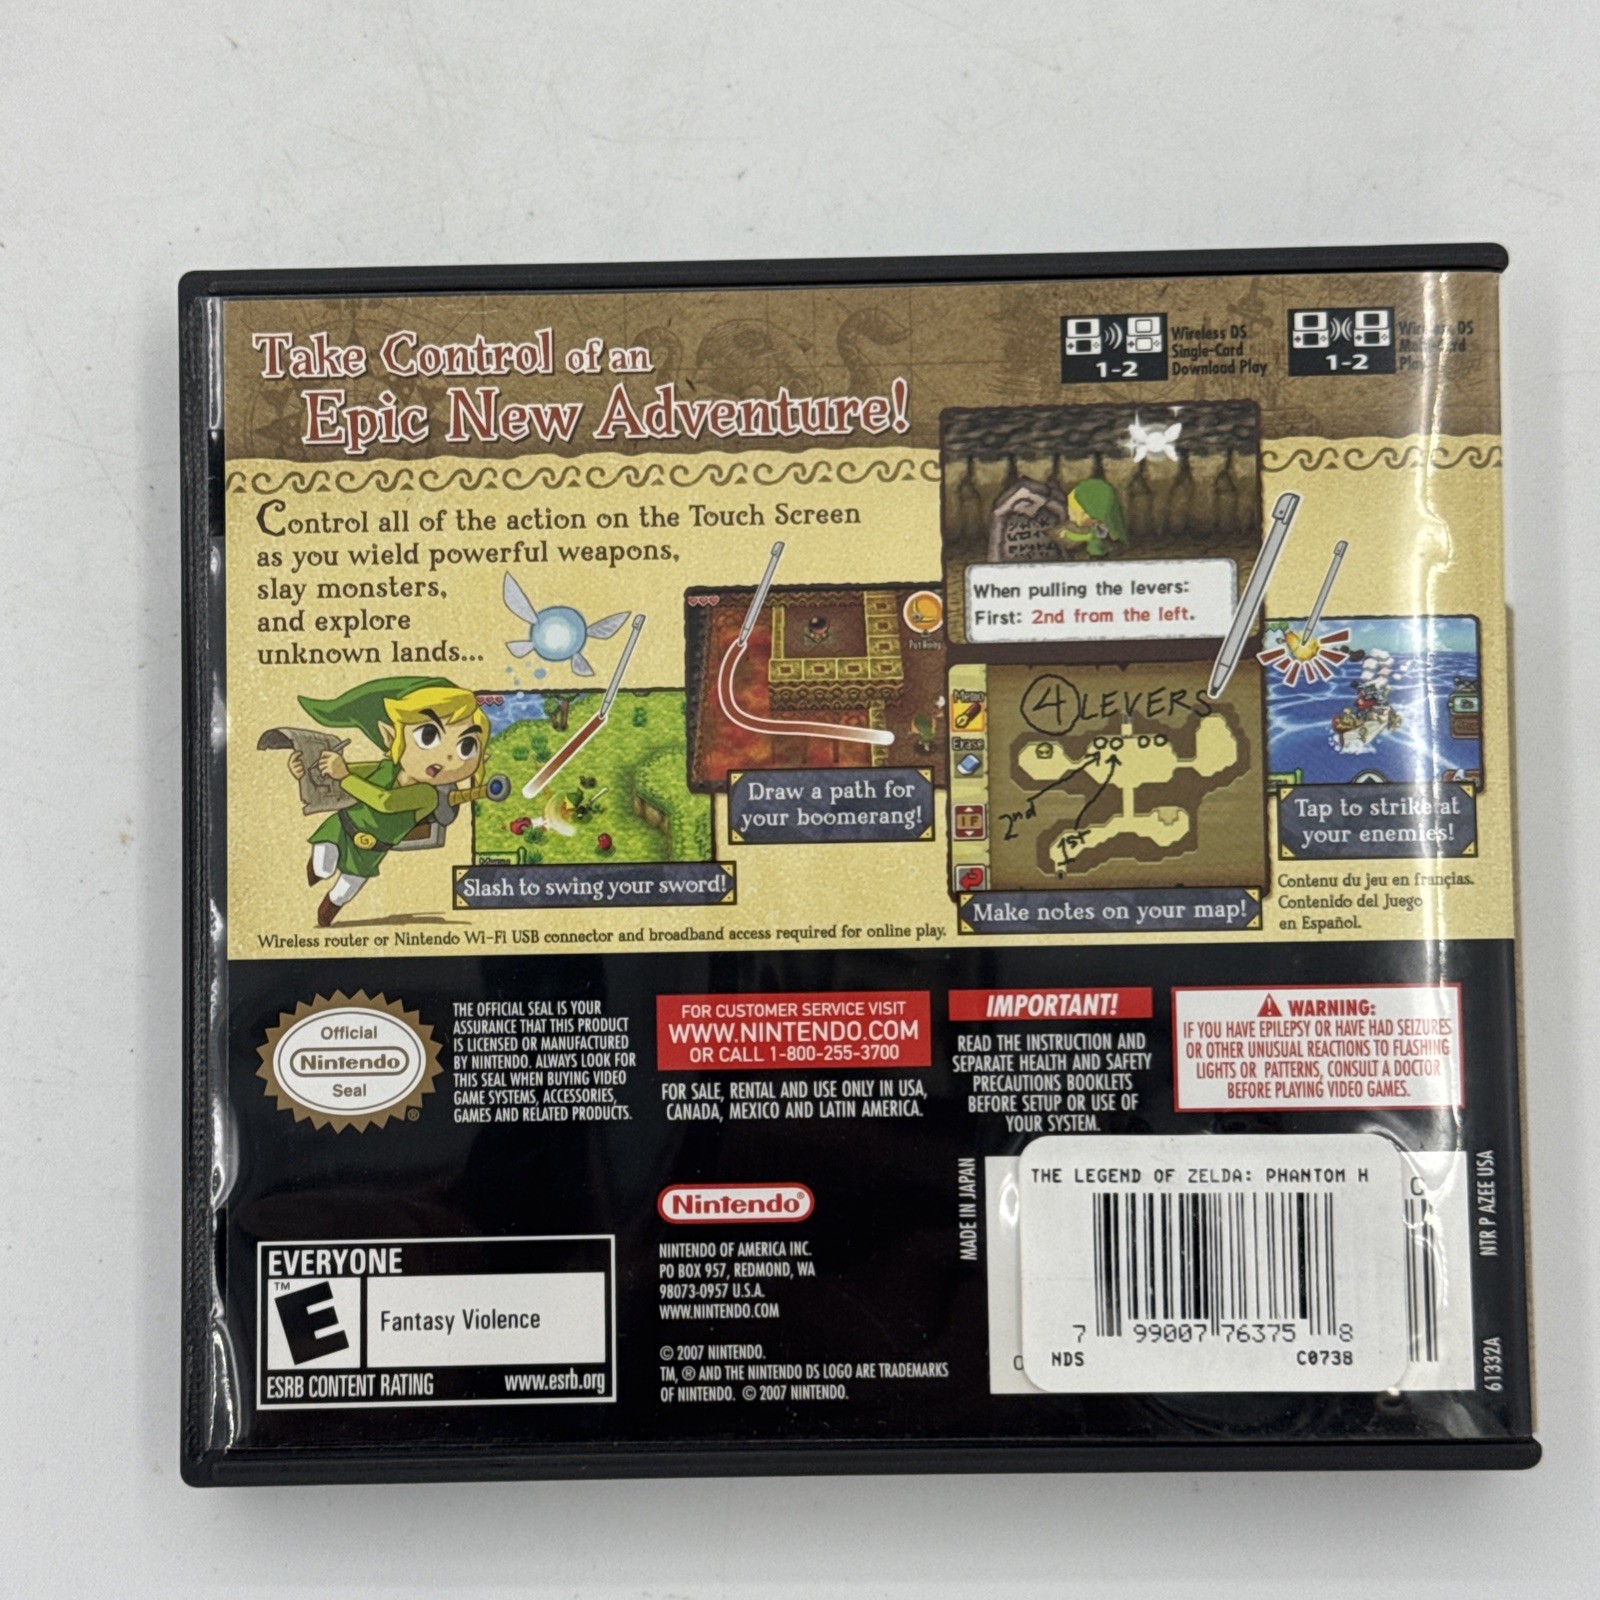 Take Control of an
Epic New Adventure!
Wireless DS
Single-Card
Download Play
1-2
Wireless DS
Multi-Card
Play
1-2
Control all of the action on the Touch Screen
as you wield powerful weapons,
slay monsters,
and explore
unknown lands...
When pulling the levers:
First: 2nd from the left.
Put Away
Memo
Erase
4 LEVERS
2nd
1st
Slash to swing your sword!
Draw a path for
your boomerang!
Make notes on your map!
Tap to strike at
your enemies!
Contenu du jeu en françias.
Contenido del Juego
en Español.
Wireless router or Nintendo Wi-Fi USB connector and broadband access required for online play.
Official
Nintendo
Seal
®
THE OFFICIAL SEAL IS YOUR
ASSURANCE THAT THIS PRODUCT
IS LICENSED OR MANUFACTURED
BY NINTENDO. ALWAYS LOOK FOR
THIS SEAL WHEN BUYING VIDEO
GAME SYSTEMS, ACCESSORIES,
GAMES AND RELATED PRODUCTS.
FOR CUSTOMER SERVICE VISIT
WWW.NINTENDO.COM
OR CALL 1-800-255-3700
FOR SALE, RENTAL AND USE ONLY IN USA,
CANADA, MEXICO AND LATIN AMERICA.
IMPORTANT!
READ THE INSTRUCTION AND
SEPARATE HEALTH AND SAFETY
PRECAUTIONS BOOKLETS
BEFORE SETUP OR USE OF
YOUR SYSTEM.
WARNING:
IF YOU HAVE EPILEPSY OR HAVE HAD SEIZURES
OR OTHER UNUSUAL REACTIONS TO FLASHING
LIGHTS OR PATTERNS, CONSULT A DOCTOR
BEFORE PLAYING VIDEO GAMES.
EVERYONE
™
E
Fantasy Violence
ESRB CONTENT RATING www.esrb.org
Nintendo®
NINTENDO OF AMERICA INC.
PO BOX 957, REDMOND, WA
98073-0957 U.S.A.
WWW.NINTENDO.COM
© 2007 NINTENDO.
TM, ® AND THE NINTENDO DS LOGO ARE TRADEMARKS
OF NINTENDO. © 2007 NINTENDO.
MADE IN JAPAN
THE LEGEND OF ZELDA: PHANTOM H
7 99007 76375 8
NDS C0738
0
NTR P AZEE USA
61332A